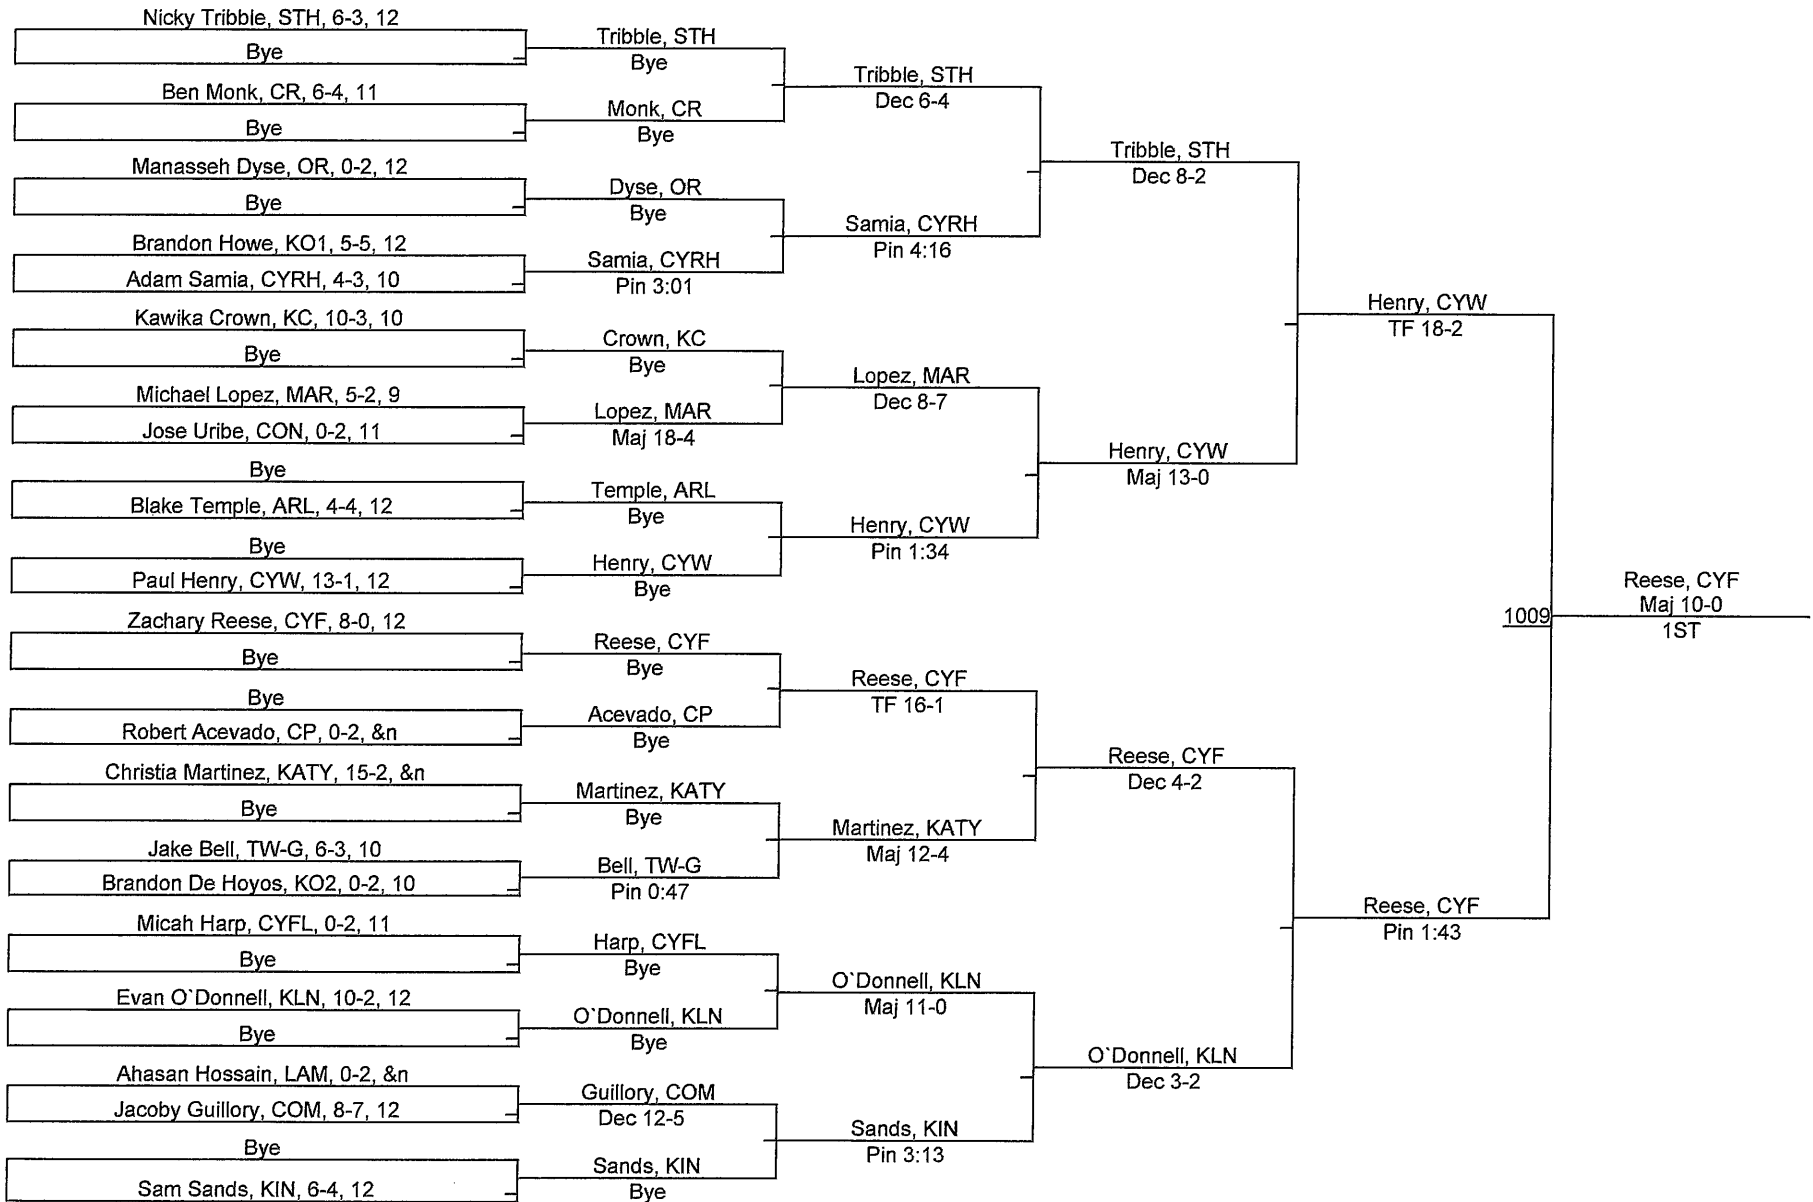 Nicky Tribble, STH, 6-3, 12
Bye
Ben Monk, CR, 6-4, 11
Bye
Manasseh Dyse, OR, 0-2, 12
Bye
Brandon Howe, KO1, 5-5, 12
Adam Samia, CYRH, 4-3, 10
Kawika Crown, KC, 10-3, 10
Bye
Michael Lopez, MAR, 5-2, 9
Jose Uribe, CON, 0-2, 11
Bye
Blake Temple, ARL, 4-4, 12
Bye
Paul Henry, CYW, 13-1, 12
Zachary Reese, CYF, 8-0, 12
Bye
Bye
Robert Acevado, CP, 0-2, &n
Christia Martinez, KATY, 15-2, &n
Bye
Jake Bell, TW-G, 6-3, 10
Brandon De Hoyos, KO2, 0-2, 10
Micah Harp, CYFL, 0-2, 11
Bye
Evan O`Donnell, KLN, 10-2, 12
Bye
Ahasan Hossain, LAM, 0-2, &n
Jacoby Guillory, COM, 8-7, 12
Bye
Sam Sands, KIN, 6-4, 12
Tribble, STH
Bye
Monk, CR
Bye
Dyse, OR
Bye
Samia, CYRH
Pin 3:01
Crown, KC
Bye
Lopez, MAR
Maj 18-4
Temple, ARL
Bye
Henry, CYW
Bye
Reese, CYF
Bye
Acevado, CP
Bye
Martinez, KATY
Bye
Bell, TW-G
Pin 0:47
Harp, CYFL
Bye
O`Donnell, KLN
Bye
Guillory, COM
Dec 12-5
Sands, KIN
Bye
Tribble, STH
Dec 6-4
Samia, CYRH
Pin 4:16
Lopez, MAR
Dec 8-7
Henry, CYW
Pin 1:34
Reese, CYF
TF 16-1
Martinez, KATY
Maj 12-4
O`Donnell, KLN
Maj 11-0
Sands, KIN
Pin 3:13
Tribble, STH
Dec 8-2
Henry, CYW
Maj 13-0
Reese, CYF
Dec 4-2
O`Donnell, KLN
Dec 3-2
Henry, CYW
TF 18-2
Reese, CYF
Pin 1:43
1009
Reese, CYF
Maj 10-0
1ST